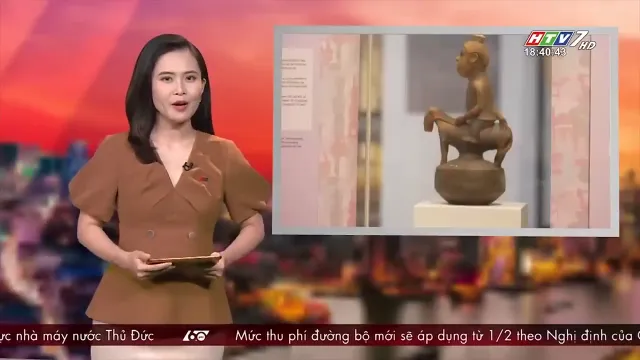 HTV7 HD
18:40:43
ực nhà máy nước Thủ Đức
60
Mức thu phí đường bộ mới sẽ áp dụng từ 1/2 theo Nghị định của